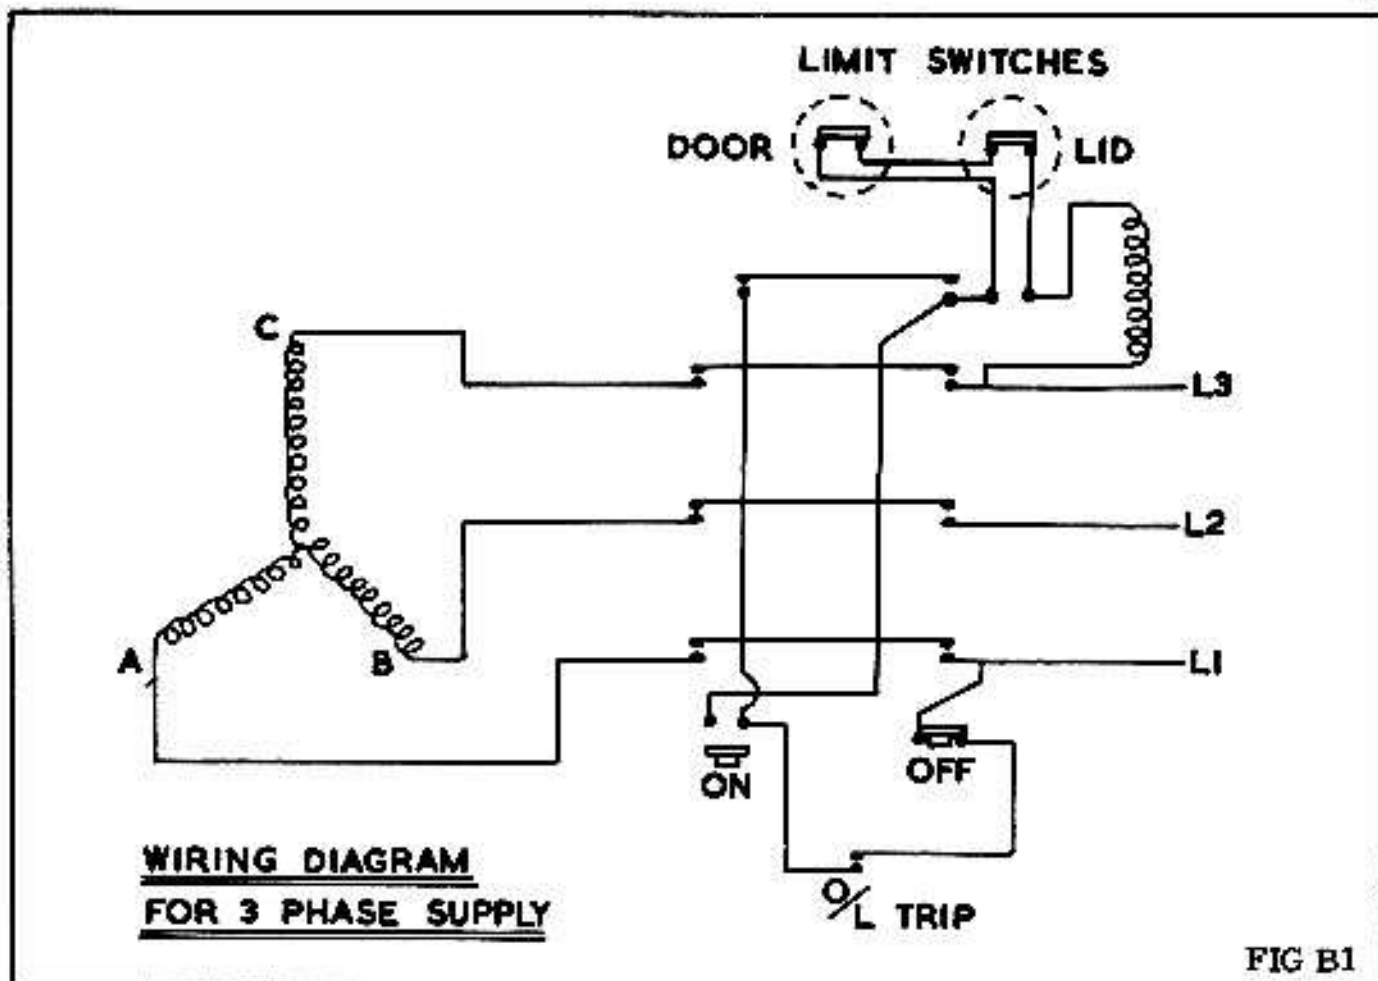 LIMIT SWITCHES
DOOR
LID
C
L3
L2
A
B
L1
ON
OFF
O/L TRIP
WIRING DIAGRAM
FOR 3 PHASE SUPPLY
FIG B1